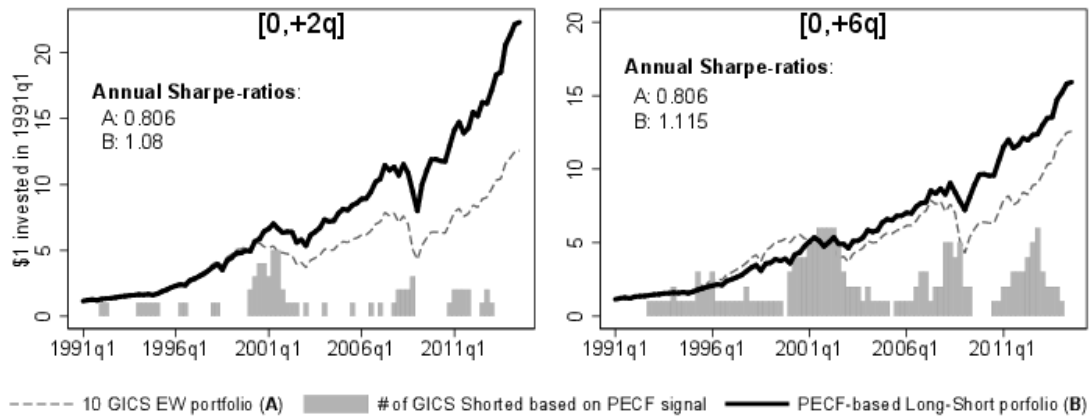 [0,+2q]
Annual Sharpe-ratios:
A: 0.806
B: 1.08
$1 invested in 1991q1
20
15
10
5
0
1991q1 1996q1 2001q1 2006q1 2011q1
[0,+6q]
Annual Sharpe-ratios:
A: 0.806
B: 1.115
20
15
10
5
0
1991q1 1996q1 2001q1 2006q1 2011q1
10 GICS EW portfolio (A) # of GICS Shorted based on PECF signal PECF-based Long-Short porfolio (B)